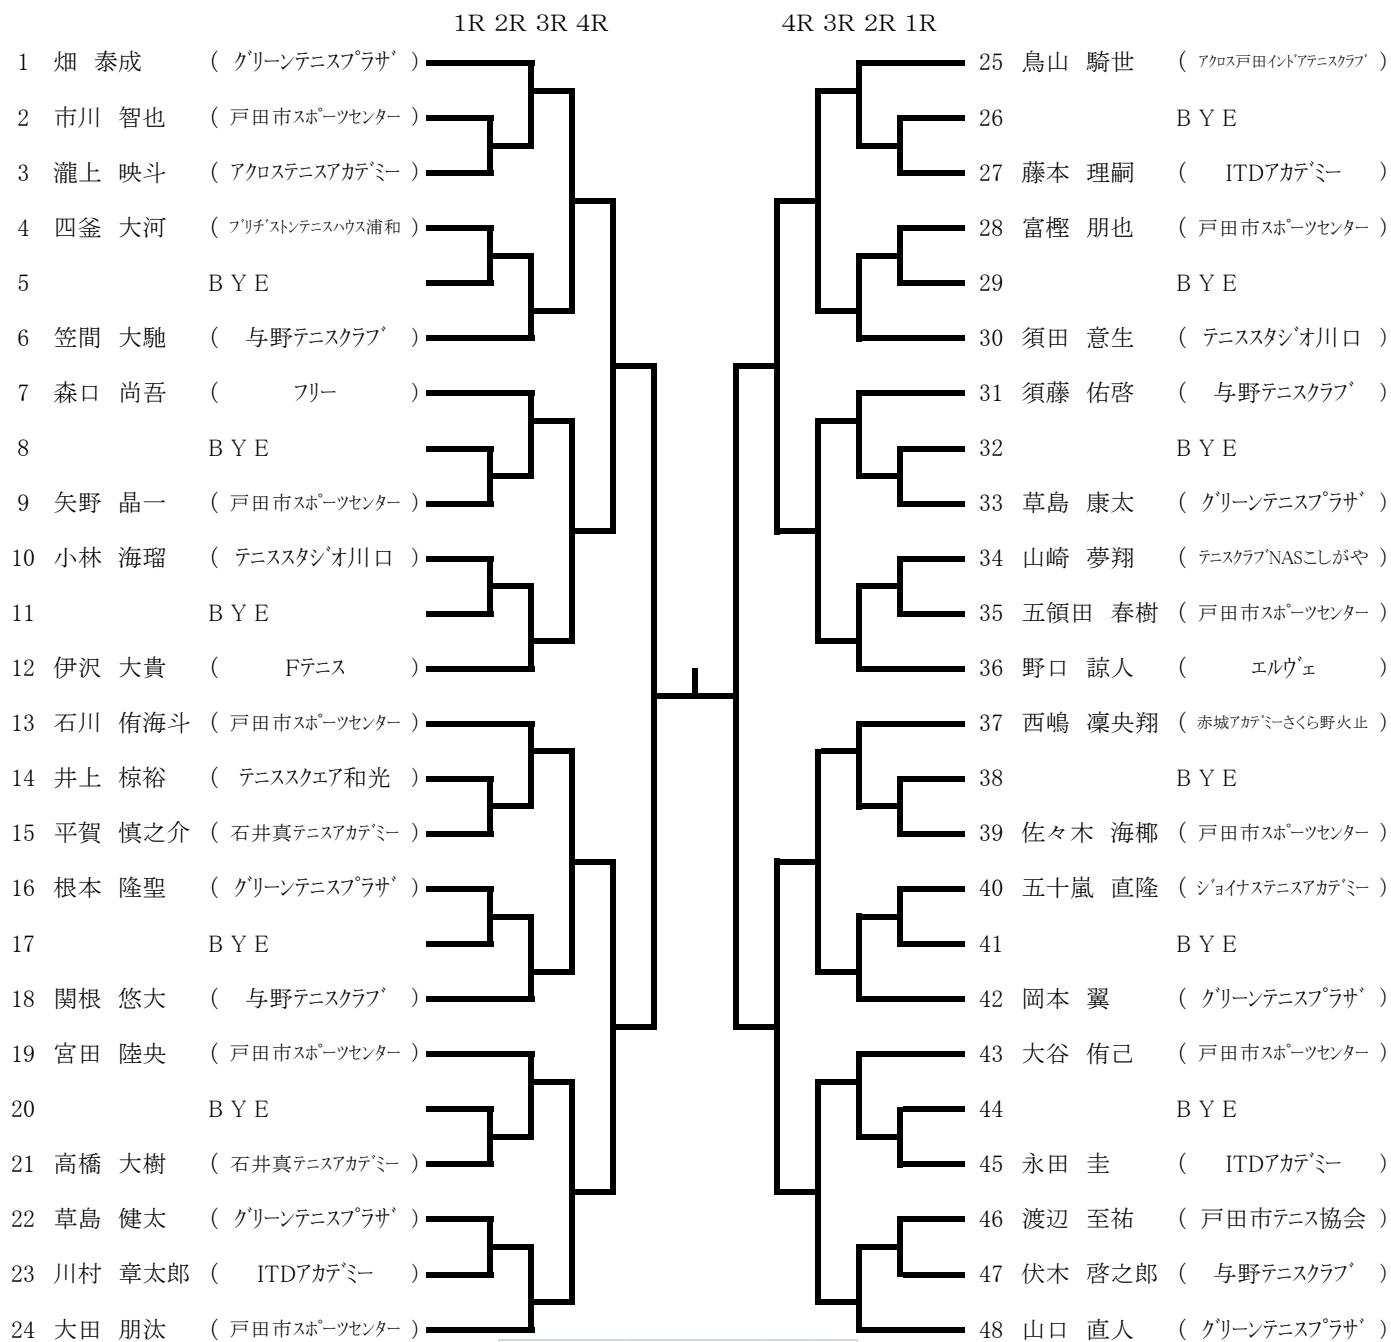 1R 2R 3R 4R
1 畑 泰成 ( グリーンテニスプラザ )
2 市川 智也 ( 戸田市スポーツセンター )
3 瀧上 映斗 ( アクロステニスアカデミー )
4 四釜 大河 ( ブリヂストンテニスハウス浦和 )
5 BYE
6 笠間 大馳 ( 与野テニスクラブ )
7 森口 尚吾 ( フリー )
8 BYE
9 矢野 晶一 ( 戸田市スポーツセンター )
10 小林 海瑠 ( テニススタジオ川口 )
11 BYE
12 伊沢 大貴 ( Fテニス )
13 石川 侑海斗 ( 戸田市スポーツセンター )
14 井上 椋裕 ( テニススクエア和光 )
15 平賀 慎之介 ( 石井真テニスアカデミー )
16 根本 隆聖 ( グリーンテニスプラザ )
17 BYE
18 関根 悠大 ( 与野テニスクラブ )
19 宮田 陸央 ( 戸田市スポーツセンター )
20 BYE
21 高橋 大樹 ( 石井真テニスアカデミー )
22 草島 健太 ( グリーンテニスプラザ )
23 川村 章太郎 ( ITDアカデミー )
24 大田 朋汰 ( 戸田市スポーツセンター )
4R 3R 2R 1R
25 鳥山 騎世 ( アクロス戸田インドアテニスクラブ )
26 BYE
27 藤本 理嗣 ( ITDアカデミー )
28 富樫 朋也 ( 戸田市スポーツセンター )
29 BYE
30 須田 意生 ( テニススタジオ川口 )
31 須藤 佑啓 ( 与野テニスクラブ )
32 BYE
33 草島 康太 ( グリーンテニスプラザ )
34 山崎 夢翔 ( テニスクラブNASこしがや )
35 五領田 春樹 ( 戸田市スポーツセンター )
36 野口 諒人 ( エルヴェ )
37 西嶋 凜央翔 ( 赤城アカデミーさくら野火止 )
38 BYE
39 佐々木 海椰 ( 戸田市スポーツセンター )
40 五十嵐 直隆 ( ジョイナステニスアカデミー )
41 BYE
42 岡本 翼 ( グリーンテニスプラザ )
43 大谷 侑己 ( 戸田市スポーツセンター )
44 BYE
45 永田 圭 ( ITDアカデミー )
46 渡辺 至祐 ( 戸田市テニス協会 )
47 伏木 啓之郎 ( 与野テニスクラブ )
48 山口 直人 ( グリーンテニスプラザ )